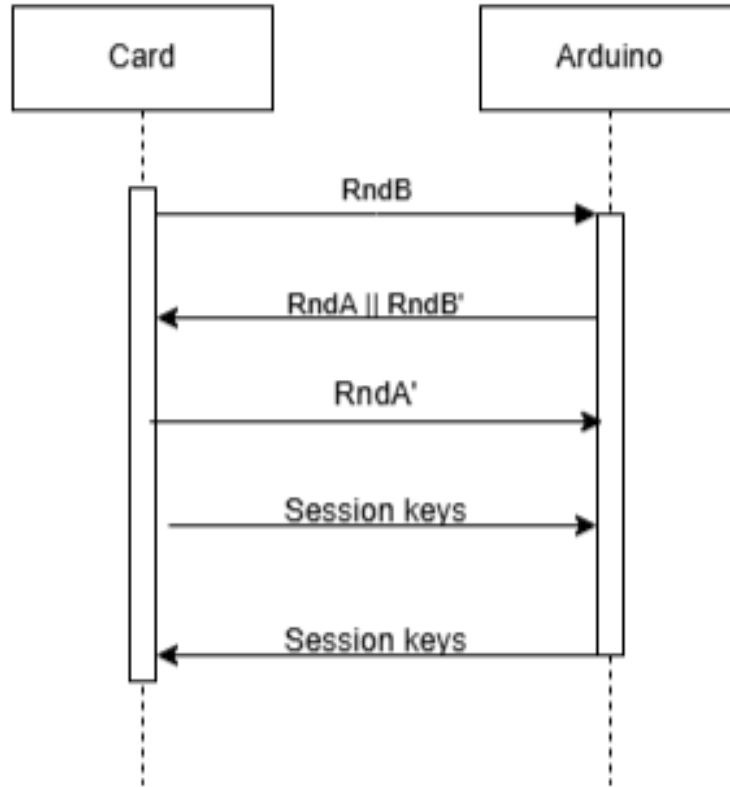 Card
Arduino
RndB
RndA || RndB'
RndA'
Session keys
Session keys